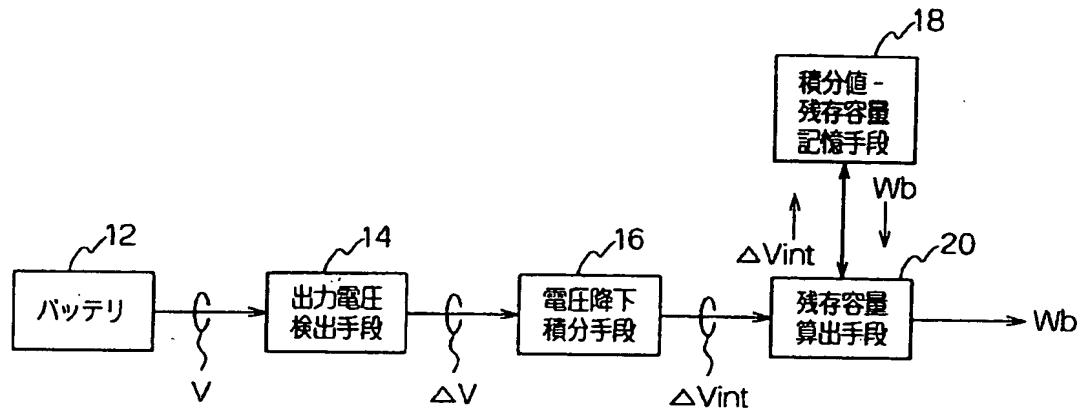 18
積分値-
残存容量
記憶手段
Wb
△Vint
12
14
16
20
バッテリ
出力電圧
検出手段
電圧降下
積分手段
残存容量
算出手段
Wb
V
△V
△Vint